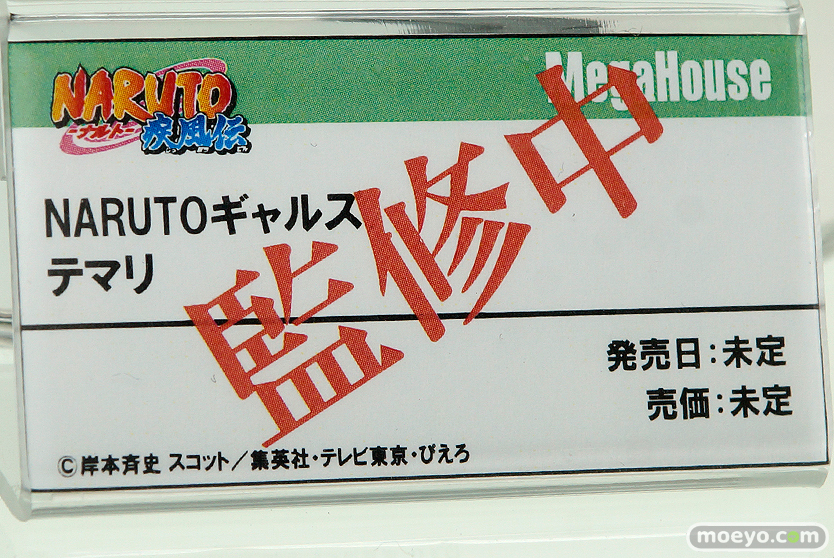 MegaHouse
NARUTO
-ナルト-
疾風伝
NARUTOギャルス
テマリ
監修中
発売日:未定
売価:未定
©岸本斉史 スコット/集英社・テレビ東京・ぴえろ
moeyo.com